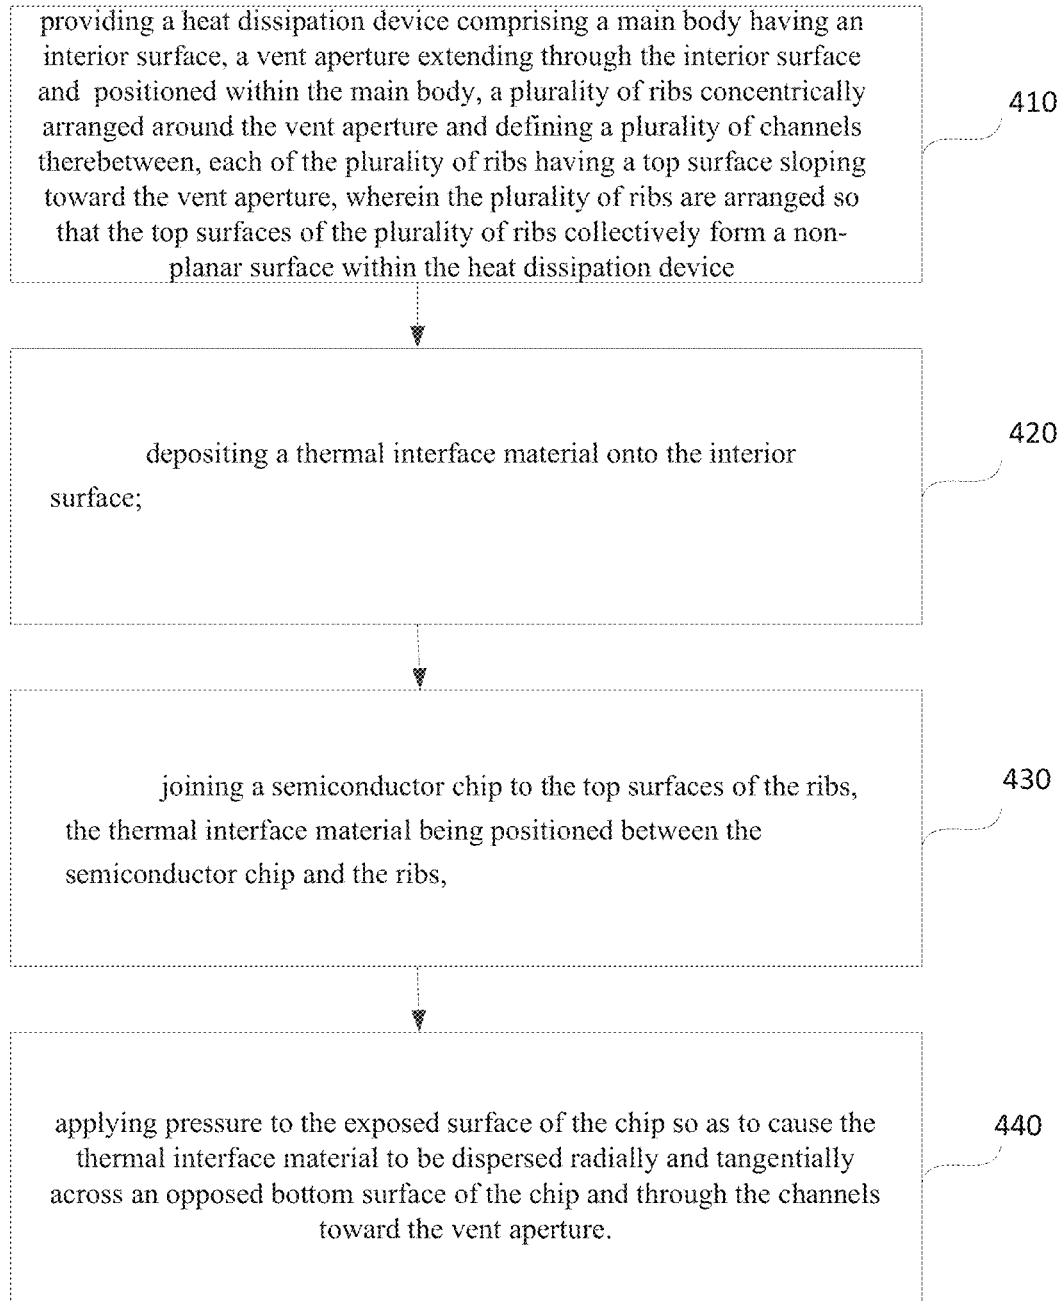 providing a heat dissipation device comprising a main body having an
interior surface, a vent aperture extending through the interior surface
and positioned within the main body, a plurality of ribs concentrically
arranged around the vent aperture and defining a plurality of channels
therebetween, each of the plurality of ribs having a top surface sloping
toward the vent aperture, wherein the plurality of ribs are arranged so
that the top surfaces of the plurality of ribs collectively form a non-
planar surface within the heat dissipation device
410
depositing a thermal interface material onto the interior
surface;
420
joining a semiconductor chip to the top surfaces of the ribs,
the thermal interface material being positioned between the
semiconductor chip and the ribs,
430
applying pressure to the exposed surface of the chip so as to cause the
thermal interface material to be dispersed radially and tangentially
across an opposed bottom surface of the chip and through the channels
toward the vent aperture.
440